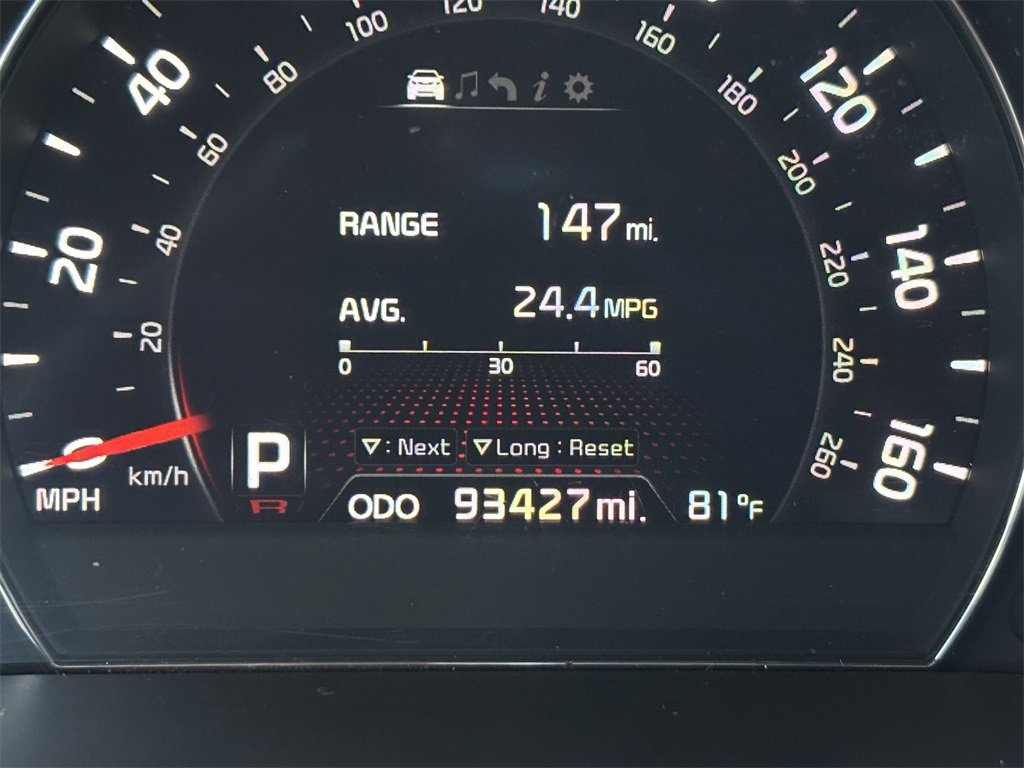 120 140
100 160
80 180
60 200
40 220
20 240
km/h 260
40 120
20 140
0 160
MPH
i
RANGE 147 mi.
AVG. 24.4 MPG
0 30 60
▽: Next ▽Long : Reset
P
R
ODO 93427 mi. 81°F